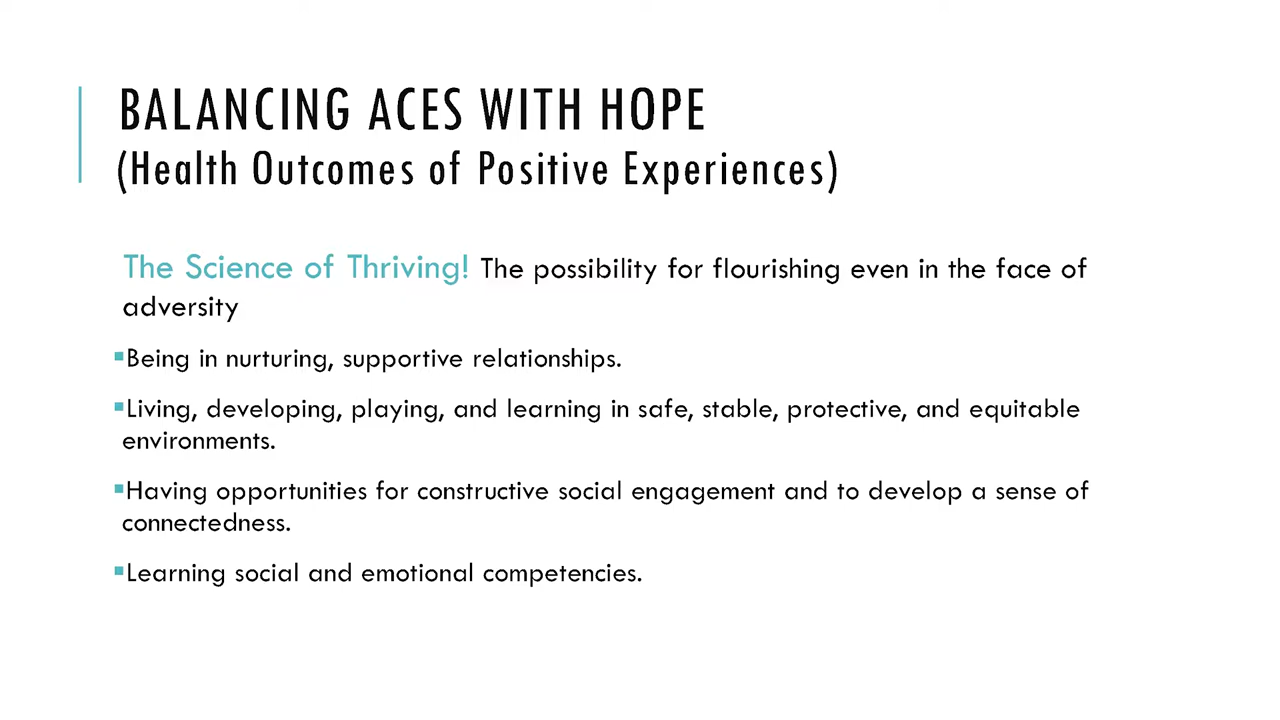 BALANCING ACES WITH HOPE
(Health Outcomes of Positive Experiences)
The Science of Thriving! The possibility for flourishing even in the face of
adversity
▪Being in nurturing, supportive relationships.
▪Living, developing, playing, and learning in safe, stable, protective, and equitable
environments.
▪Having opportunities for constructive social engagement and to develop a sense of
connectedness.
▪Learning social and emotional competencies.